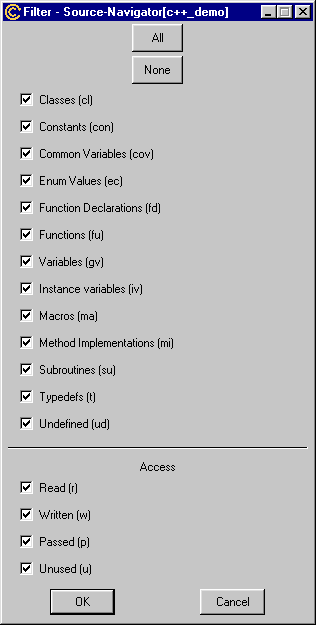 Filter - Source-Navigator[c++_demo]
All
None
Classes (cl)
Constants (con)
Common Variables (cov)
Enum Values (ec)
Function Declarations (fd)
Functions (fu)
Variables (gv)
Instance variables (iv)
Macros (ma)
Method Implementations (mi)
Subroutines (su)
Typedefs (t)
Undefined (ud)
Access
Read (r)
Written (w)
Passed (p)
Unused (u)
OK Cancel